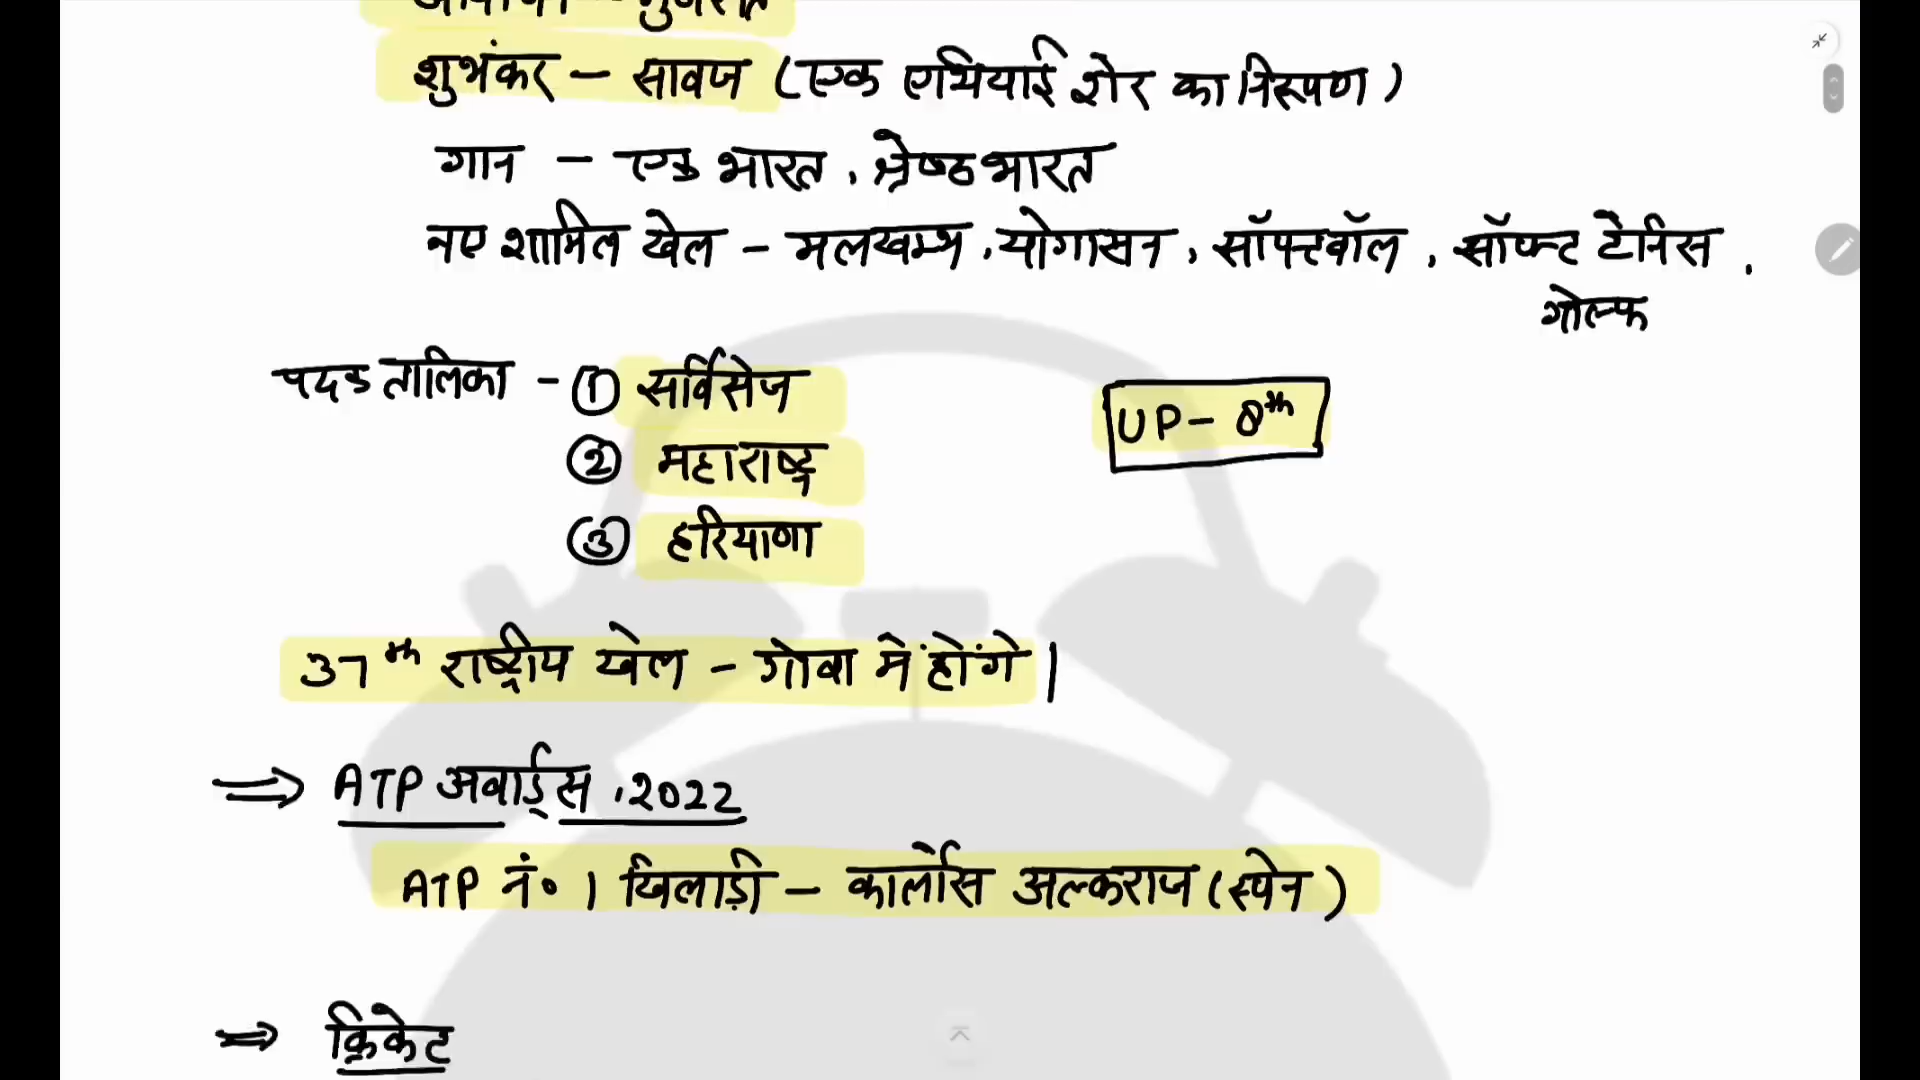 शुभंकर – सावज (एक एशियाई शेर का निरूपण)
गान – एक भारत, श्रेष्ठ भारत
नए शामिल खेल – मलखम्भ, योगासन, सॉफ्टबॉल, सॉफ्ट टेनिस,
गोल्फ
पदक तालिका – ① सर्विसेज
UP – 8th
② महाराष्ट्र
③ हरियाणा
37th राष्ट्रीय खेल – गोवा में होंगे।
⇒ ATP अवार्ड्स, 2022
ATP नं० 1 खिलाड़ी – कार्लोस अल्कराज (स्पेन)
⇒ क्रिकेट